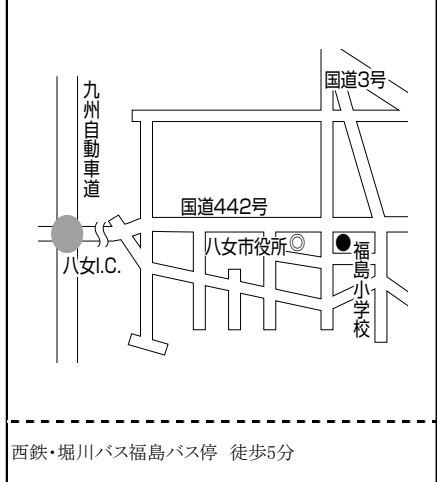 国道3号
九州自動車道
国道442号
八女市役所
福島小学校
八女I.C.
西鉄・堀川バス福島バス停 徒歩5分